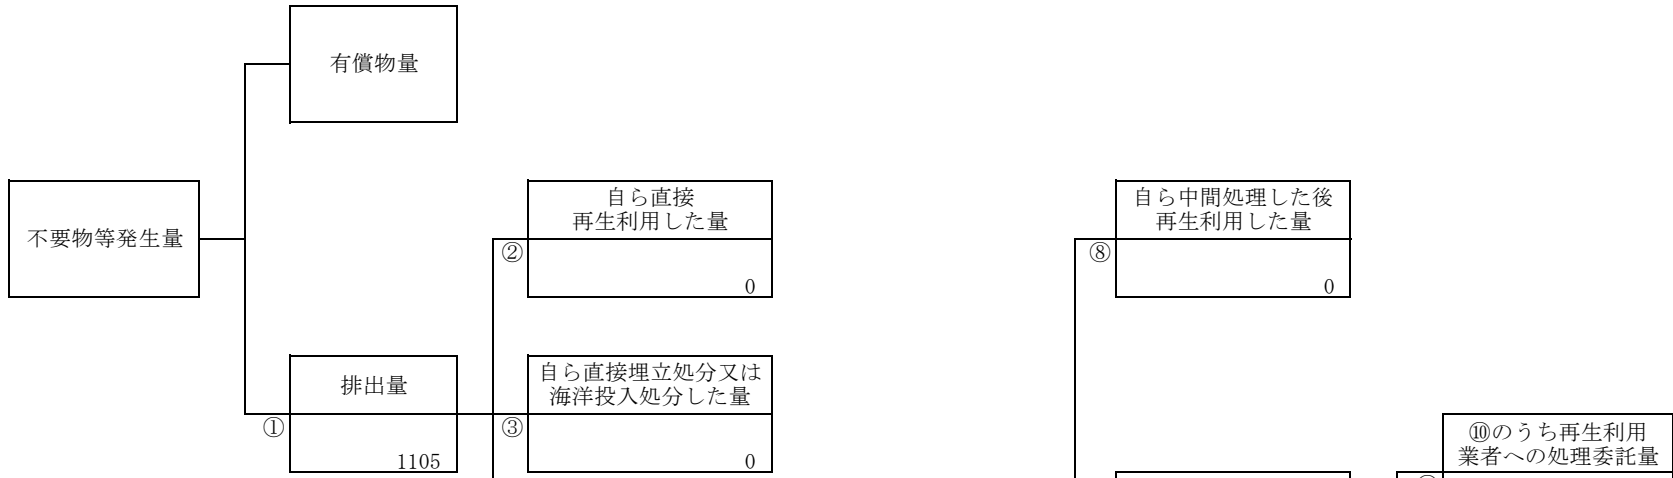 有償物量
不要物等発生量
自ら直接
再生利用した量
②
0
自ら中間処理した後
再生利用した量
⑧
0
排出量
①
1105
自ら直接埋立処分又は
海洋投入処分した量
③
0
⑩のうち再生利用
業者への処理委託量